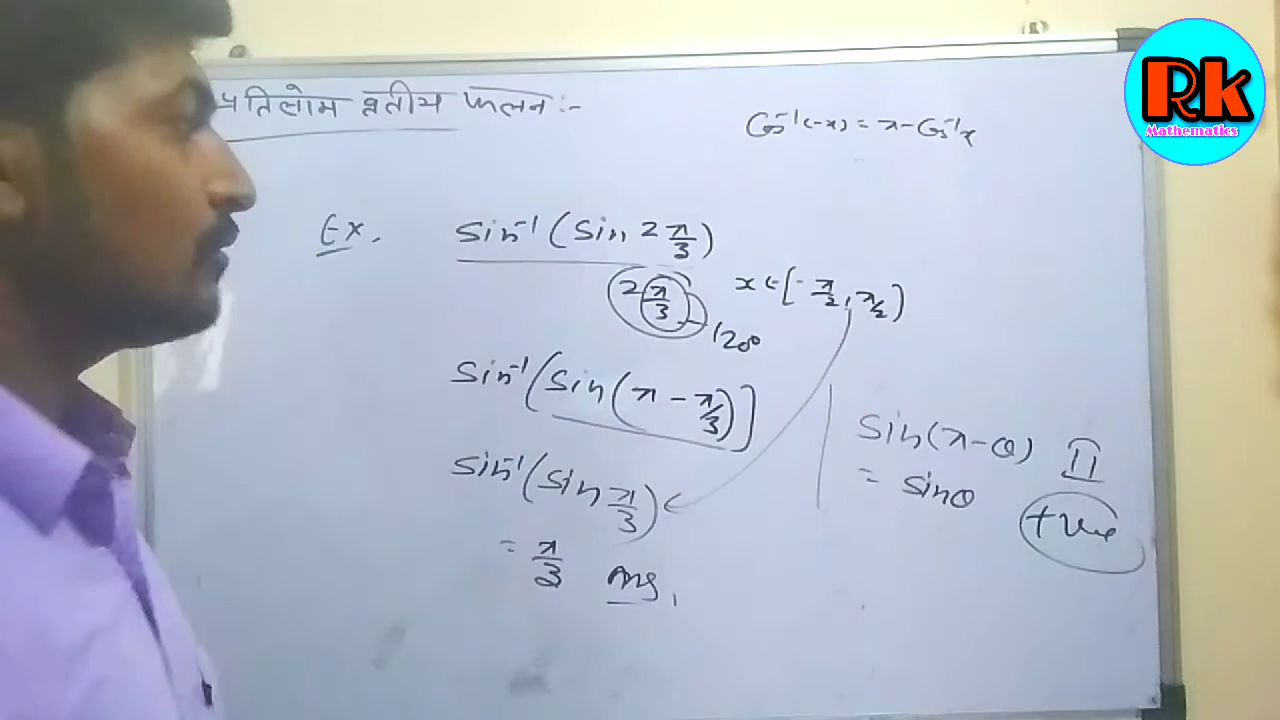 प्रतिलोम वृतीय फलन:-
Cos⁻¹(-x) = π - Cos⁻¹x
Rk
Mathematics
Ex. Sin⁻¹(Sin 2π/3)
2π/3 120°
x ∈ [-π/2, π/2]
Sin⁻¹(Sin(π - π/3)]
Sin⁻¹(Sin π/3)
= π/3 Ans,
Sin(π-θ) II
= Sinθ
+ve